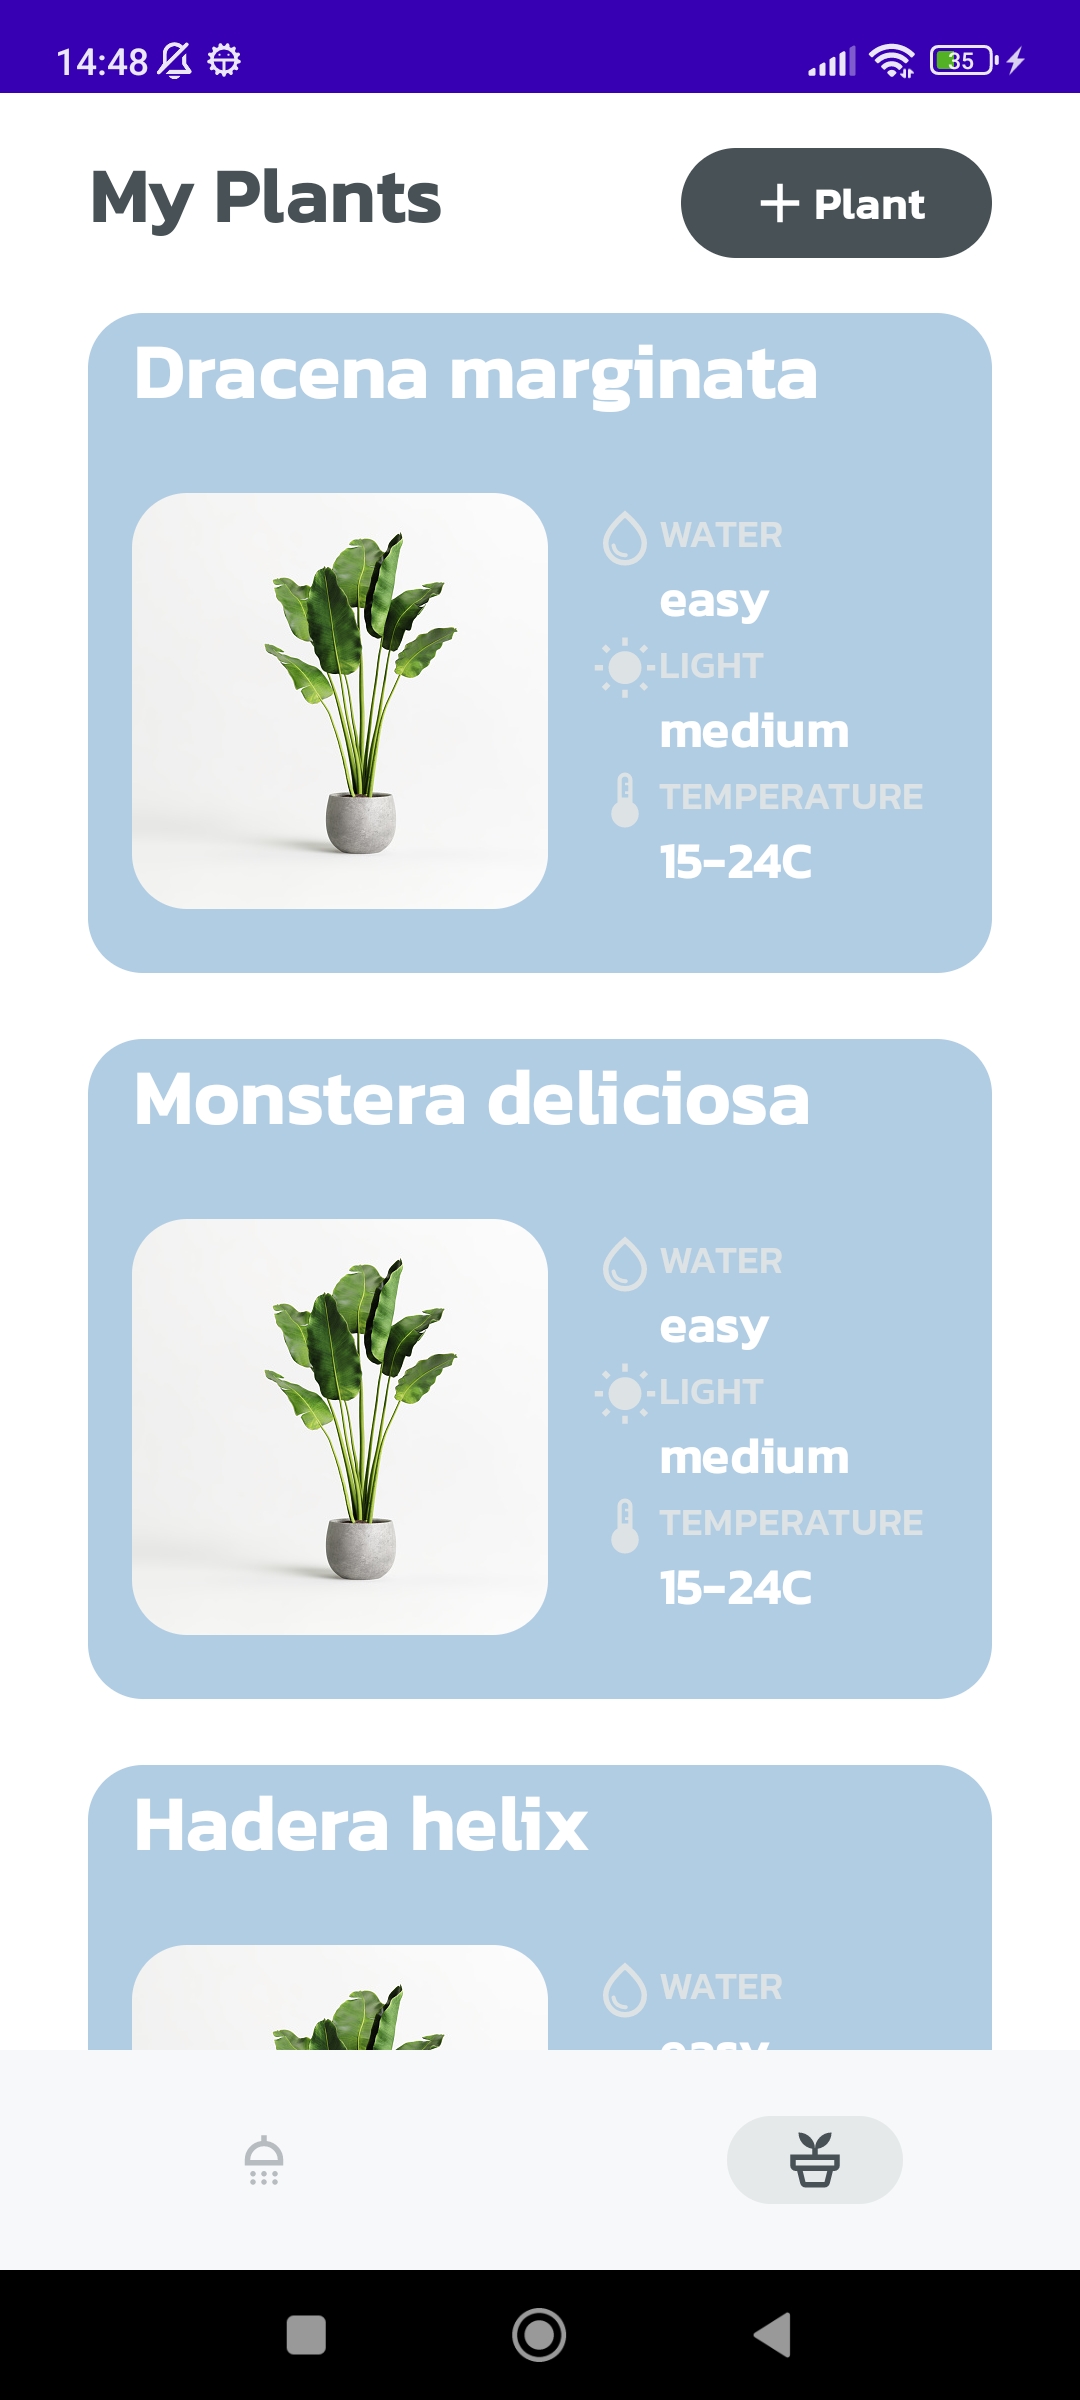 14:48 35
My Plants
+ Plant
Dracena marginata
WATER
easy
LIGHT
medium
TEMPERATURE
15-24C
Monstera deliciosa
WATER
easy
LIGHT
medium
TEMPERATURE
15-24C
Hadera helix
WATER
easy